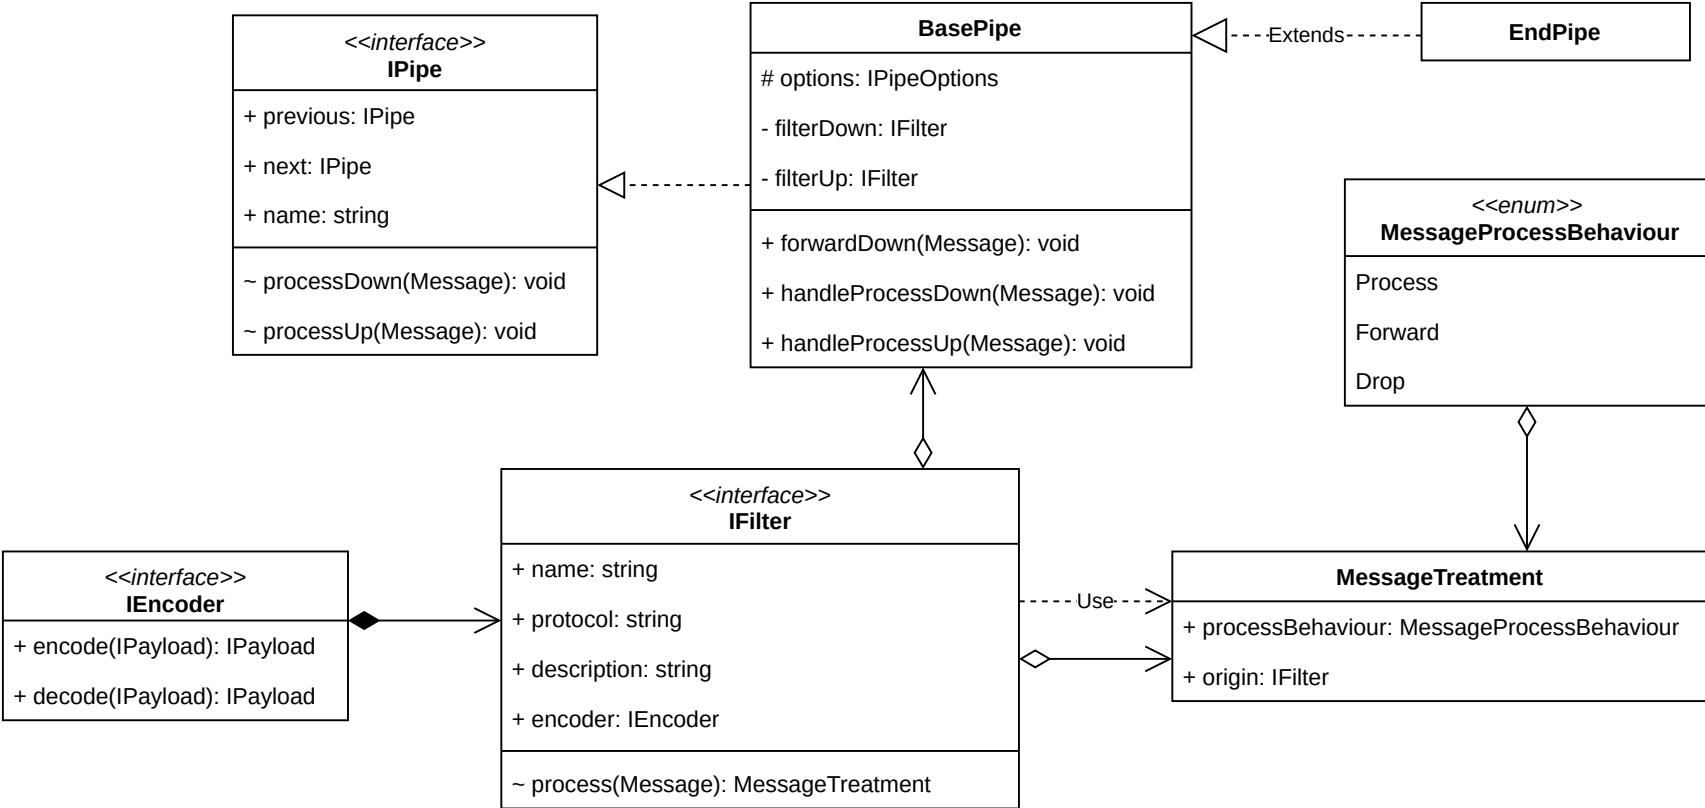 <<interface>>
IPipe
+ previous: IPipe
+ next: IPipe
+ name: string
~ processDown(Message): void
~ processUp(Message): void
BasePipe
# options: IPipeOptions
- filterDown: IFilter
- filterUp: IFilter
+ forwardDown(Message): void
+ handleProcessDown(Message): void
+ handleProcessUp(Message): void
Extends
EndPipe
<<enum>>
MessageProcessBehaviour
Process
Forward
Drop
<<interface>>
IEncoder
+ encode(IPayload): IPayload
+ decode(IPayload): IPayload
<<interface>>
IFilter
+ name: string
+ protocol: string
+ description: string
+ encoder: IEncoder
~ process(Message): MessageTreatment
Use
MessageTreatment
+ processBehaviour: MessageProcessBehaviour
+ origin: IFilter